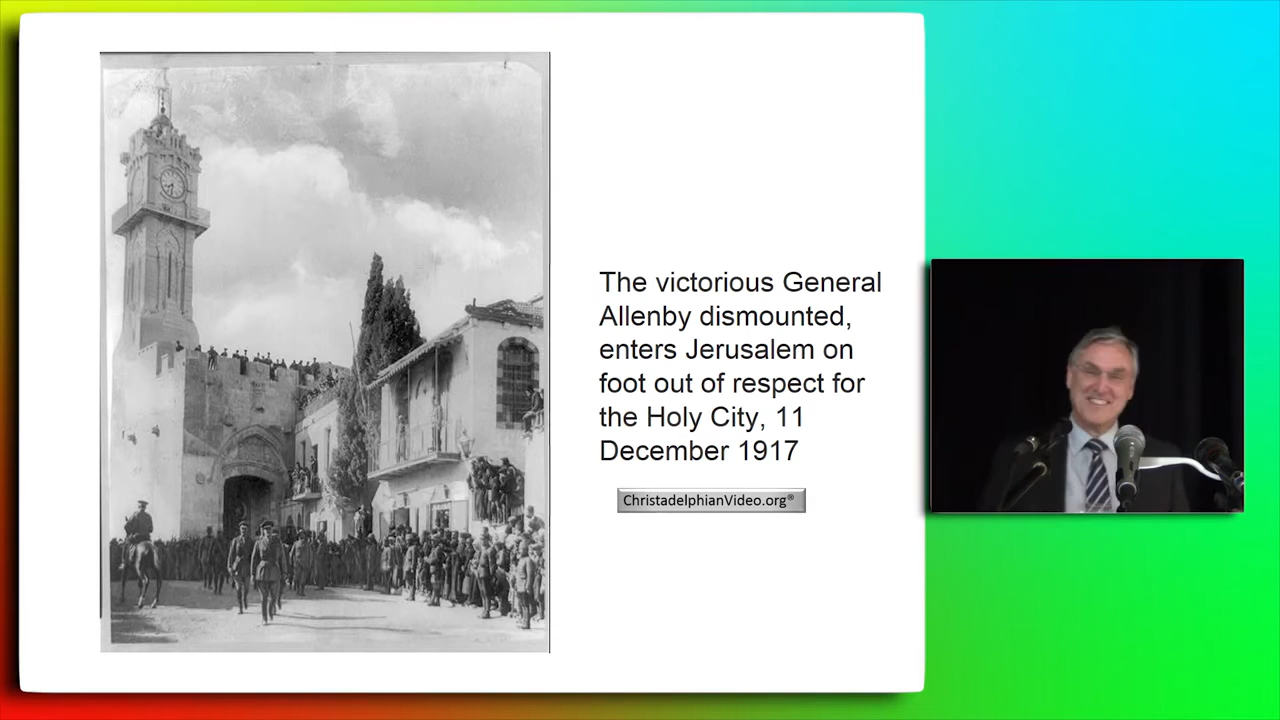 The victorious General
Allenby dismounted,
enters Jerusalem on
foot out of respect for
the Holy City, 11
December 1917
ChristadelphianVideo.org®